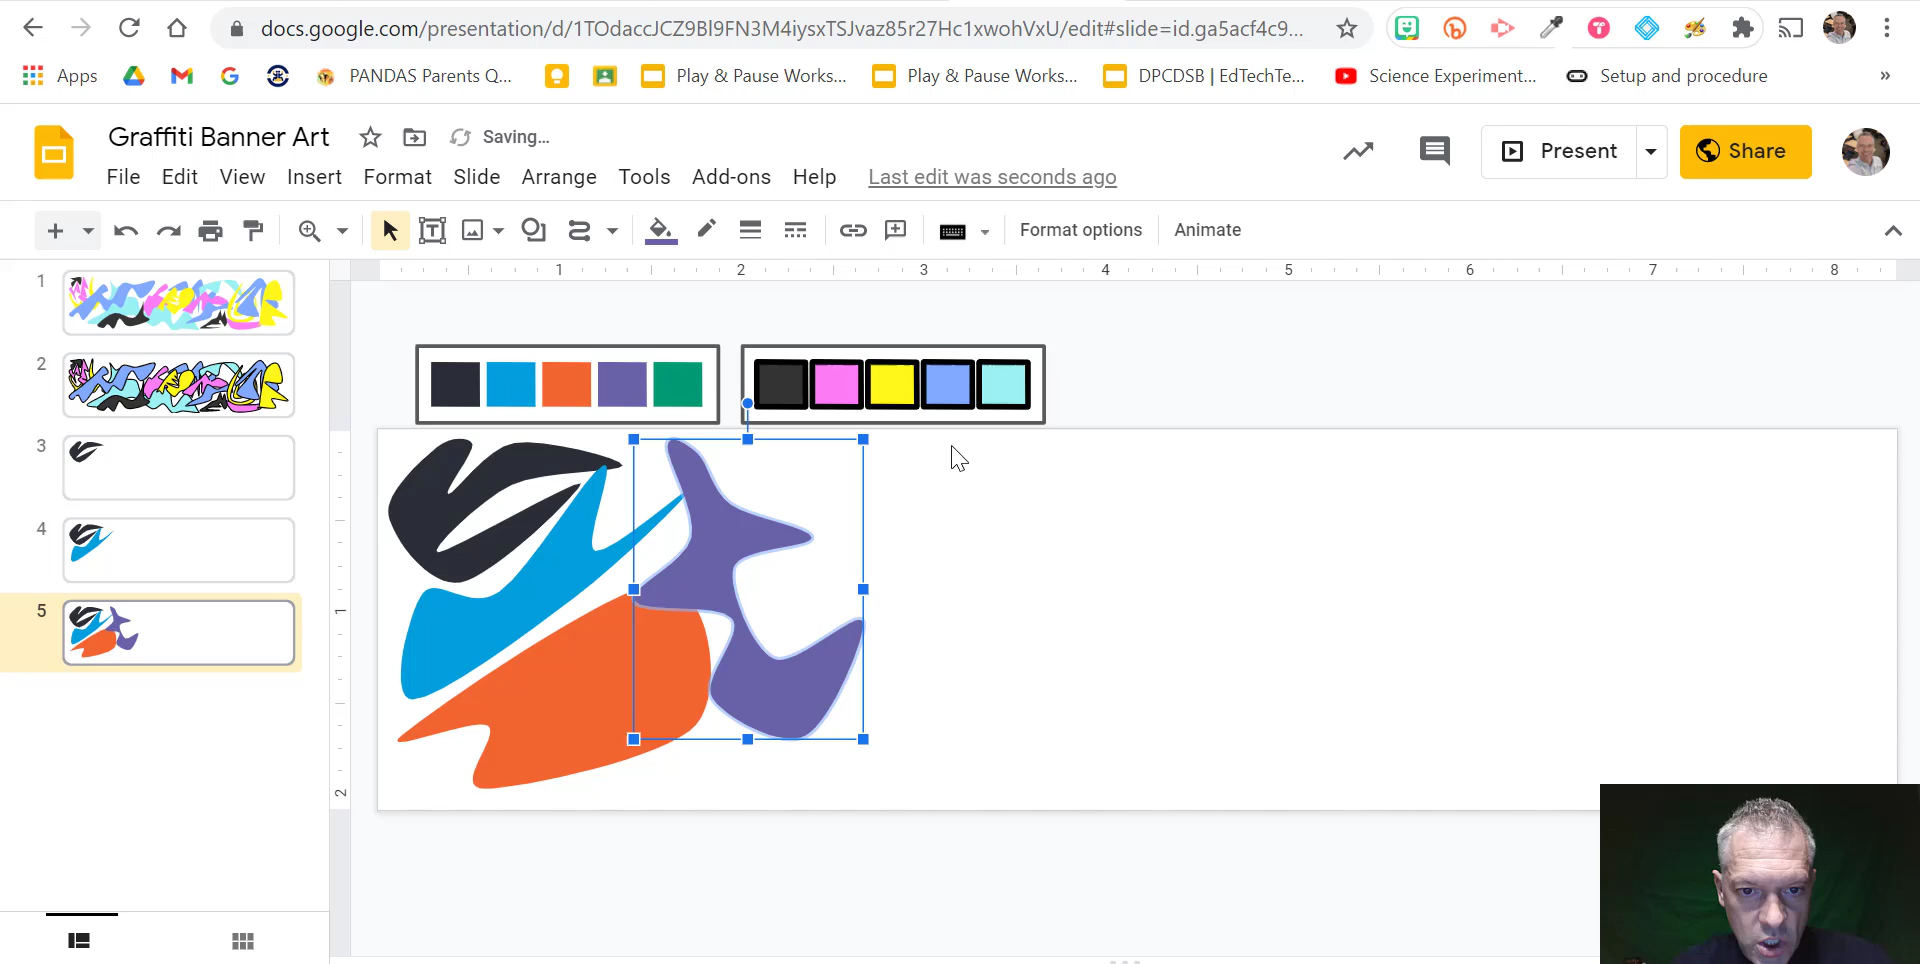 docs.google.com/presentation/d/1TOdaccJCZ9Bl9FN3M4iysxTSJvaz85r27Hc1xwohVxU/edit#slide=id.ga5acf4c9...
Apps PANDAS Parents Q... Play & Pause Works... Play & Pause Works... DPCDSB | EdTechTe... Science Experiment... Setup and procedure »
Graffiti Banner Art Saving...
Present Share
File Edit View Insert Format Slide Arrange Tools Add-ons Help Last edit was seconds ago
Format options Animate
1 2 3 4 5 6 7 8
1
2
3
4
5
1
2